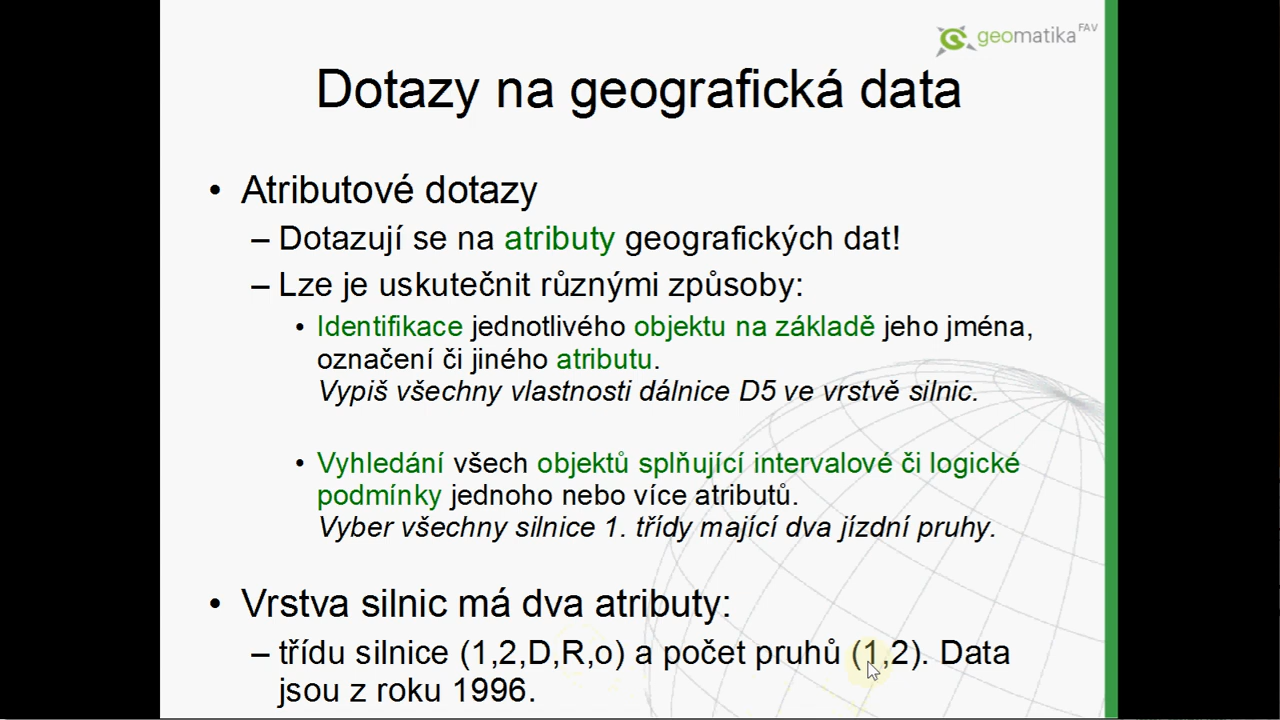 geomatika FAV
Dotazy na geografická data
• Atributové dotazy
– Dotazují se na atributy geografických dat!
– Lze je uskutečnit různými způsoby:
• Identifikace jednotlivého objektu na základě jeho jména,
označení či jiného atributu.
Vypiš všechny vlastnosti dálnice D5 ve vrstvě silnic.
• Vyhledání všech objektů splňující intervalové či logické
podmínky jednoho nebo více atributů.
Vyber všechny silnice 1. třídy mající dva jízdní pruhy.
• Vrstva silnic má dva atributy:
– třídu silnice (1,2,D,R,o) a počet pruhů (1,2). Data
jsou z roku 1996.